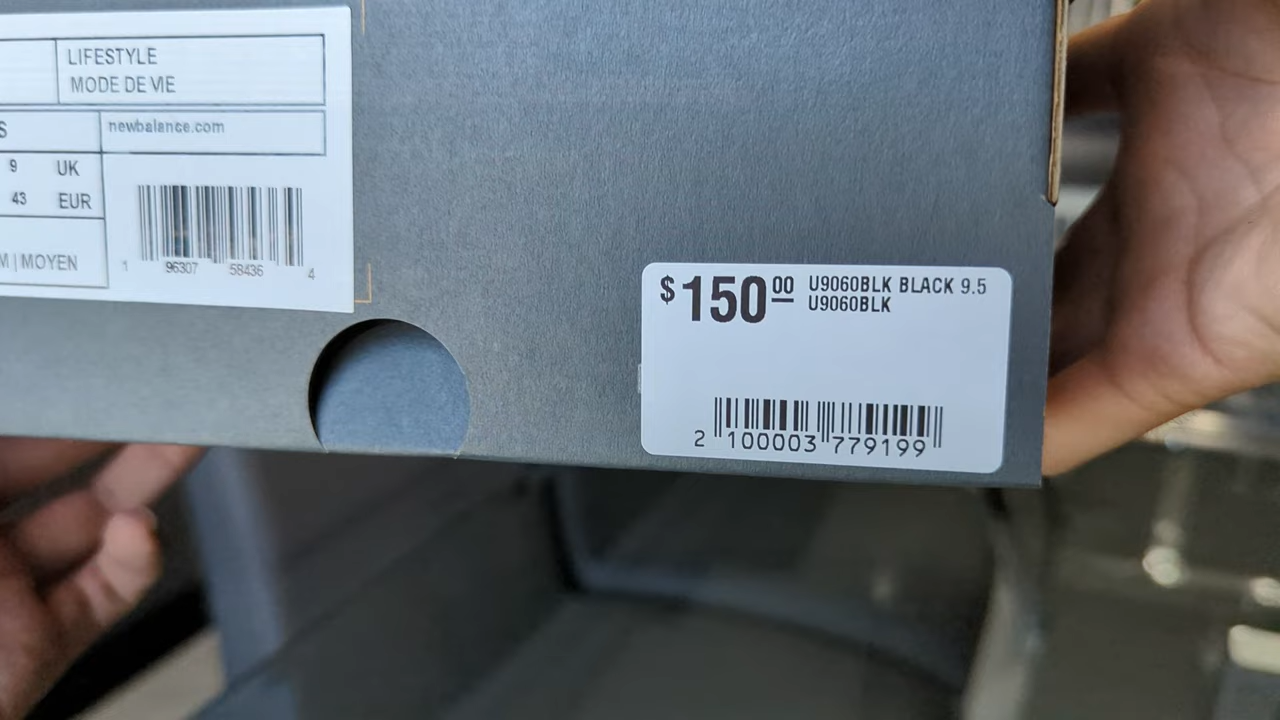 LIFESTYLE
MODE DE VIE
S
newbalance.com
9 UK
43 EUR
M | MOYEN
1 96307 58436 4
$150.00 U9060BLK BLACK 9.5
U9060BLK
2 100003 779199